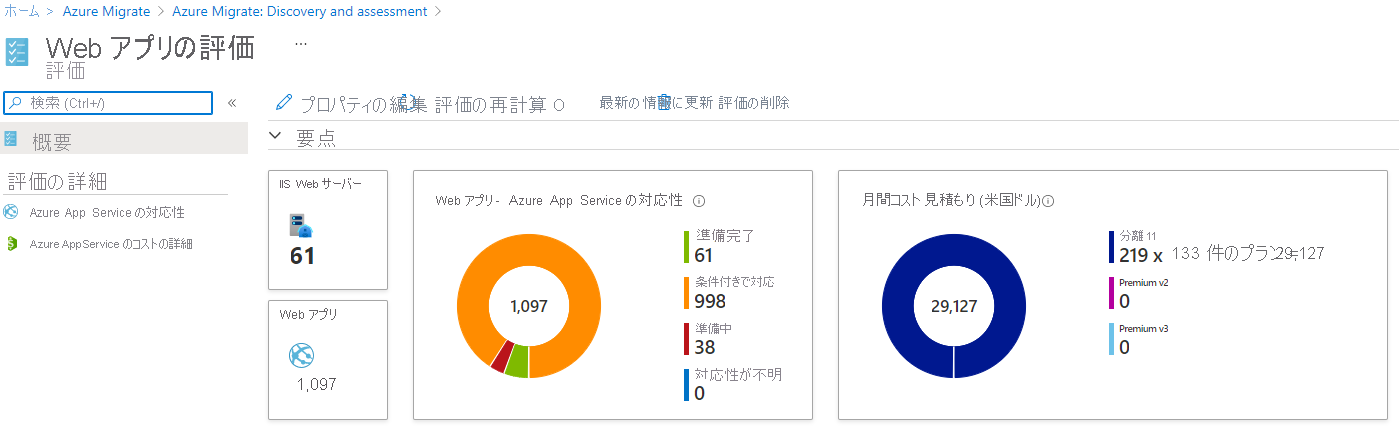 ホーム > Azure Migrate > Azure Migrate: Discovery and assessment >
Web アプリの評価 ...
評価
検索 (Ctrl+/) «
概要
評価の詳細
Azure App Service の対応性
Azure AppService のコストの詳細
プロパティの編集 評価の再計算 O 最新の情報に更新 評価の削除
要点
IIS Web サーバー
61
Web アプリ
1,097
Web アプリ - Azure App Service の対応性
1,097
準備完了
61
条件付きで対応
998
準備中
38
対応性が不明
0
月間コスト見積もり (米国ドル)
29,127
分離 11
219 x 133 件のプラン=29,127
Premium v2
0
Premium v3
0